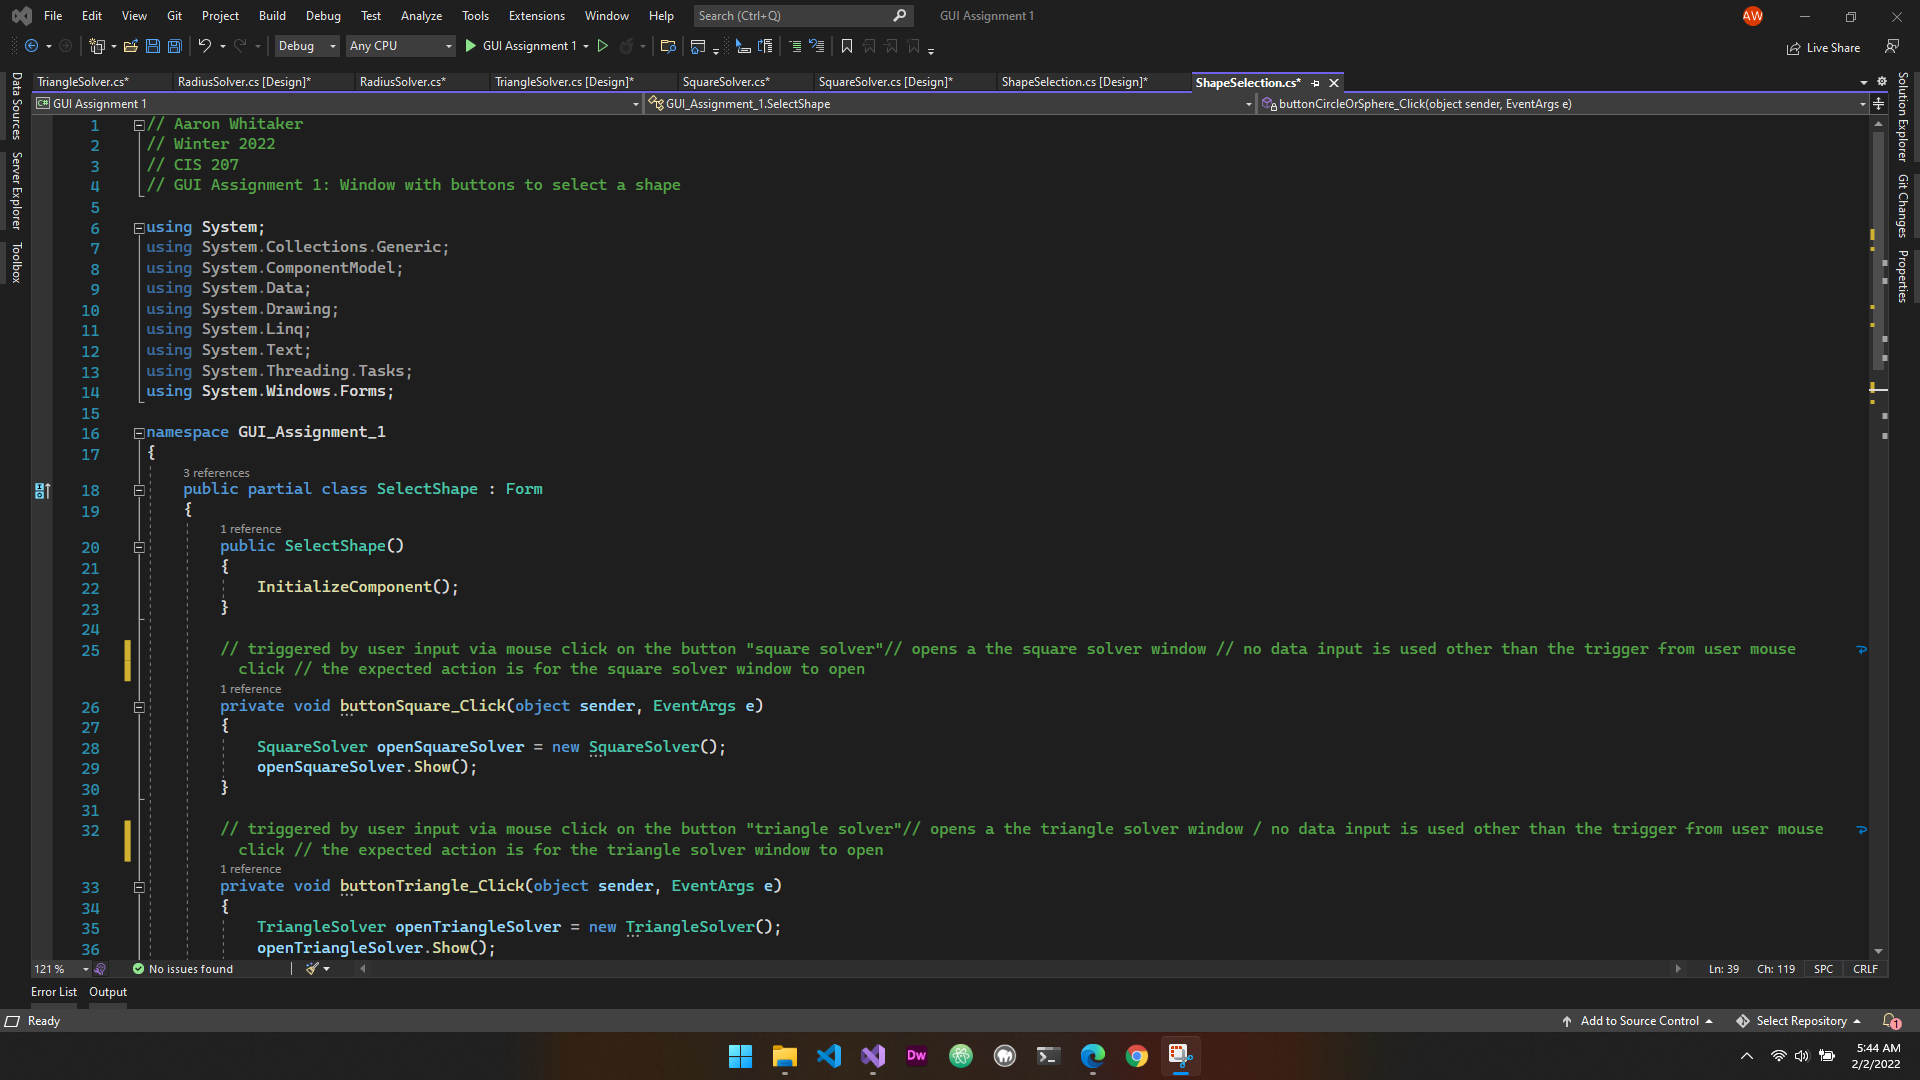 File Edit View Git Project Build Debug Test Analyze Tools Extensions Window Help Search (Ctrl+Q) GUI Assignment 1 AW
Debug Any CPU GUI Assignment 1 Live Share
TriangleSolver.cs* RadiusSolver.cs [Design]* RadiusSolver.cs* TriangleSolver.cs [Design]* SquareSolver.cs* SquareSolver.cs [Design]* ShapeSelection.cs [Design]* ShapeSelection.cs*
C# GUI Assignment 1 GUI_Assignment_1.SelectShape buttonCircleOrSphere_Click(object sender, EventArgs e)
Data Sources
Server Explorer
Toolbox
Solution Explorer
Git Changes
Properties
1 // Aaron Whitaker
2 // Winter 2022
3 // CIS 207
4 // GUI Assignment 1: Window with buttons to select a shape
5
6 using System;
7 using System.Collections.Generic;
8 using System.ComponentModel;
9 using System.Data;
10 using System.Drawing;
11 using System.Linq;
12 using System.Text;
13 using System.Threading.Tasks;
14 using System.Windows.Forms;
15
16 namespace GUI_Assignment_1
17 {
3 references
18 public partial class SelectShape : Form
19 {
1 reference
20 public SelectShape()
21 {
22 InitializeComponent();
23 }
24
25 // triggered by user input via mouse click on the button "square solver"// opens a the square solver window // no data input is used other than the trigger from user mouse
click // the expected action is for the square solver window to open
1 reference
26 private void buttonSquare_Click(object sender, EventArgs e)
27 {
28 SquareSolver openSquareSolver = new SquareSolver();
29 openSquareSolver.Show();
30 }
31
32 // triggered by user input via mouse click on the button "triangle solver"// opens a the triangle solver window / no data input is used other than the trigger from user mouse
click // the expected action is for the triangle solver window to open
1 reference
33 private void buttonTriangle_Click(object sender, EventArgs e)
34 {
35 TriangleSolver openTriangleSolver = new TriangleSolver();
36 openTriangleSolver.Show();
121 % No issues found Ln: 39 Ch: 119 SPC CRLF
Error List Output
Ready Add to Source Control Select Repository 1
Dw
5:44 AM
2/2/2022